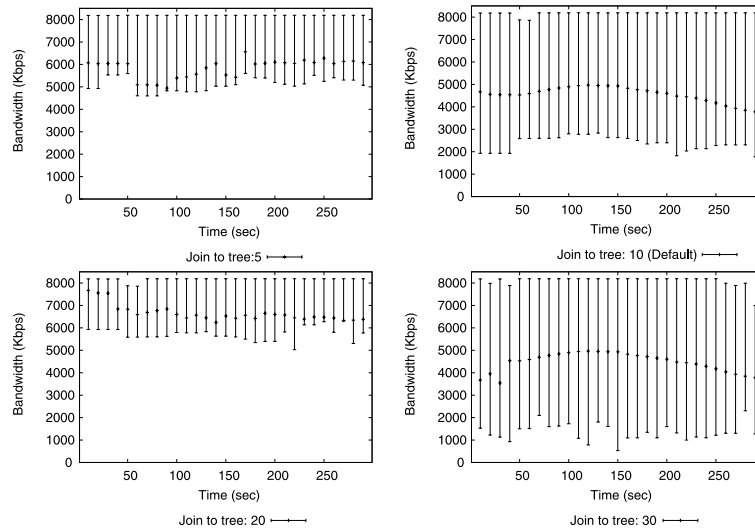 Bandwidth (Kbps)
8000
7000
6000
5000
4000
3000
2000
1000
0
50 100 150 200 250
Time (sec)
Join to tree:5
Bandwidth (Kbps)
8000
7000
6000
5000
4000
3000
2000
1000
0
50 100 150 200 250
Time (sec)
Join to tree: 10 (Default)
Bandwidth (Kbps)
8000
7000
6000
5000
4000
3000
2000
1000
0
50 100 150 200 250
Time (sec)
Join to tree: 20
Bandwidth (Kbps)
8000
7000
6000
5000
4000
3000
2000
1000
0
50 100 150 200 250
Time (sec)
Join to tree: 30